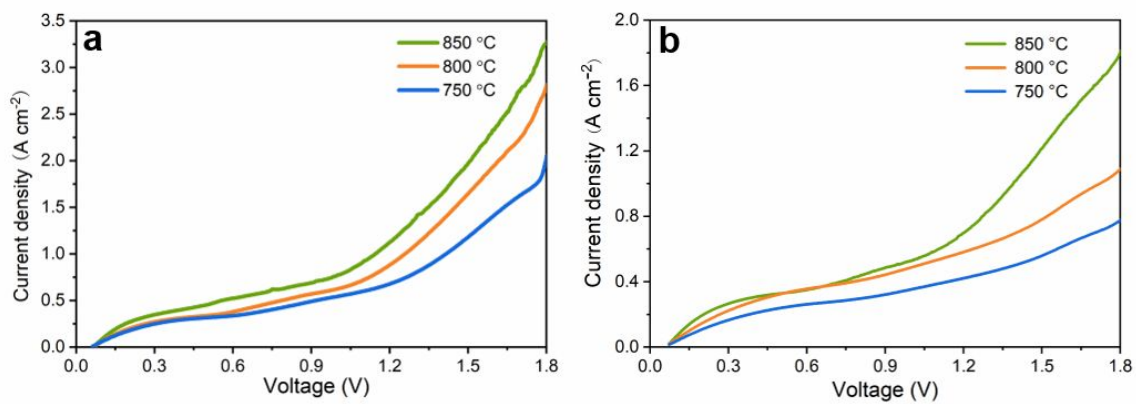 a
850 °C
800 °C
750 °C
3.5
3.0
2.5
2.0
1.5
1.0
0.5
0.0
Current density (A cm⁻²)
0.0 0.3 0.6 0.9 1.2 1.5 1.8
Voltage (V)
b
850 °C
800 °C
750 °C
2.0
1.6
1.2
0.8
0.4
0.0
Current density (A cm⁻²)
0.0 0.3 0.6 0.9 1.2 1.5 1.8
Voltage (V)